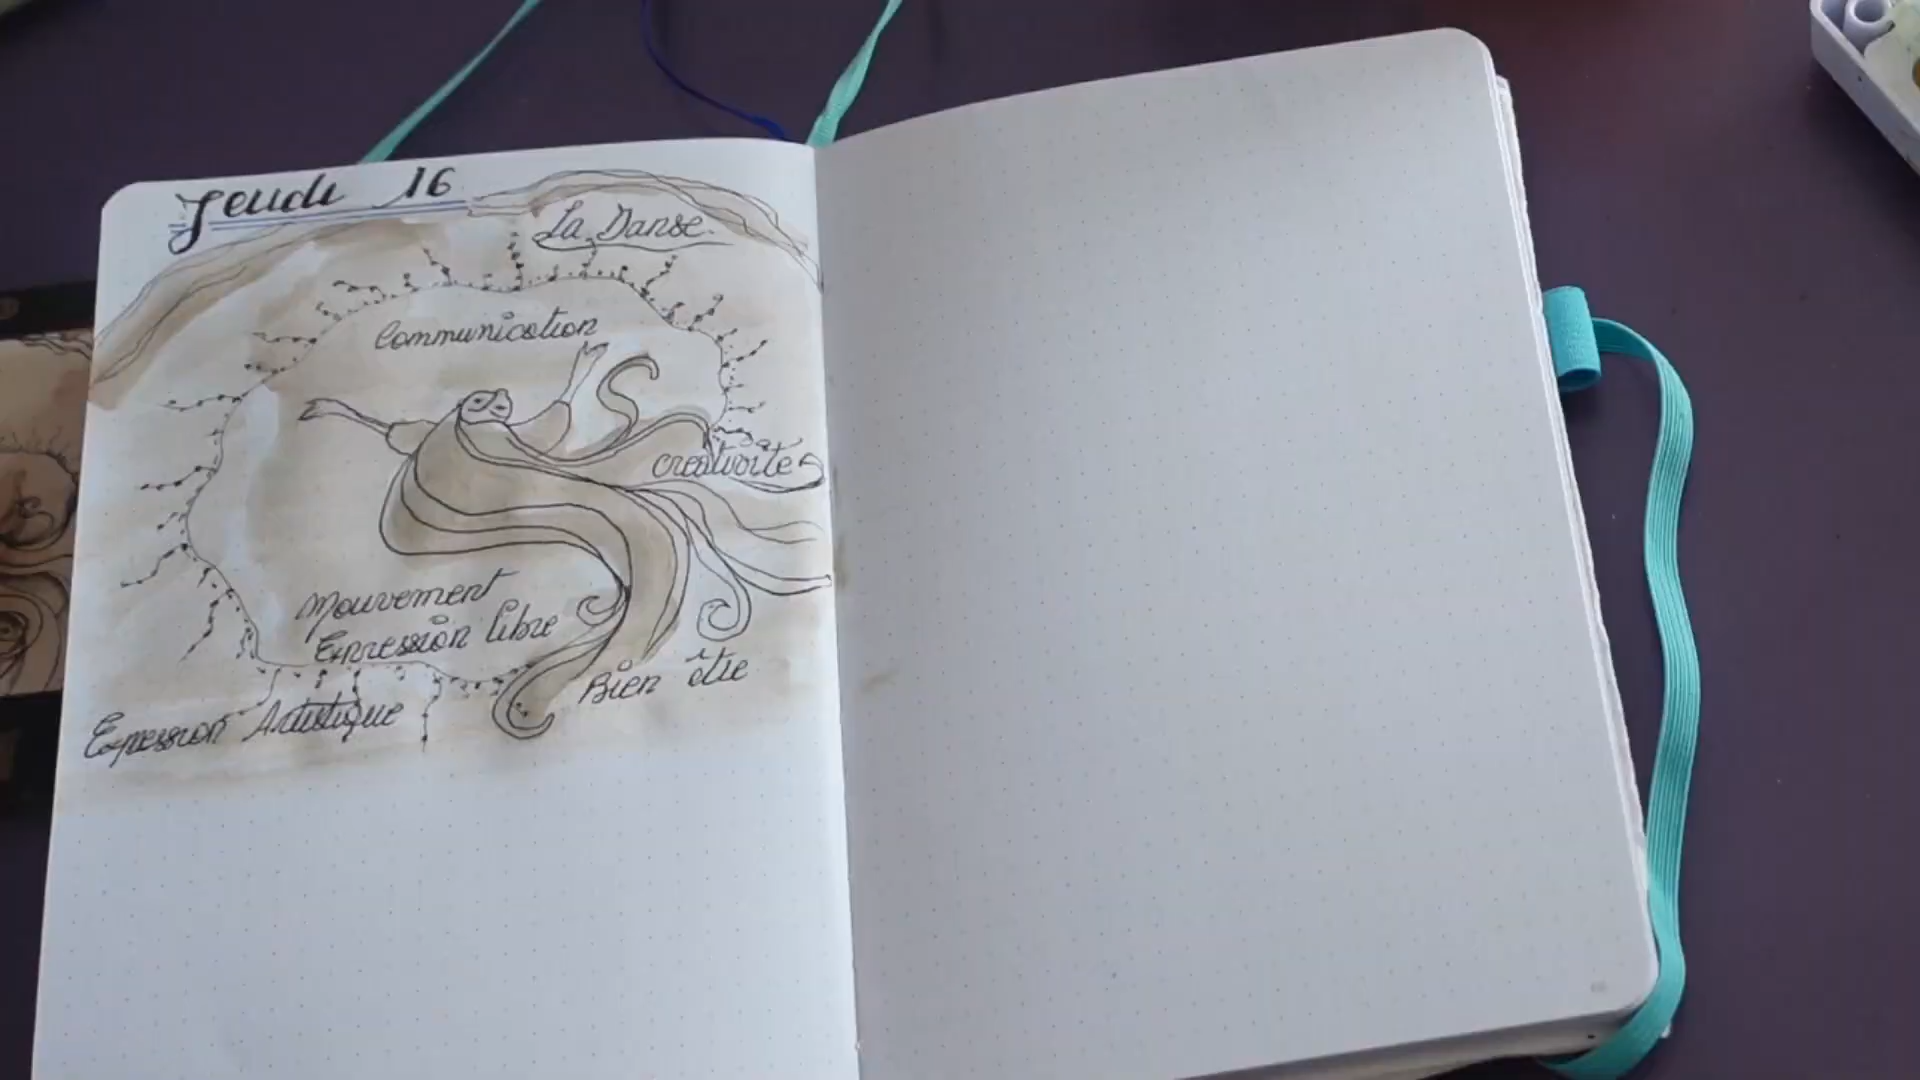 Jeudi 16
La Danse
Communication
Créativité
Mouvement
Expression libre
Bien être
Expression Artistique